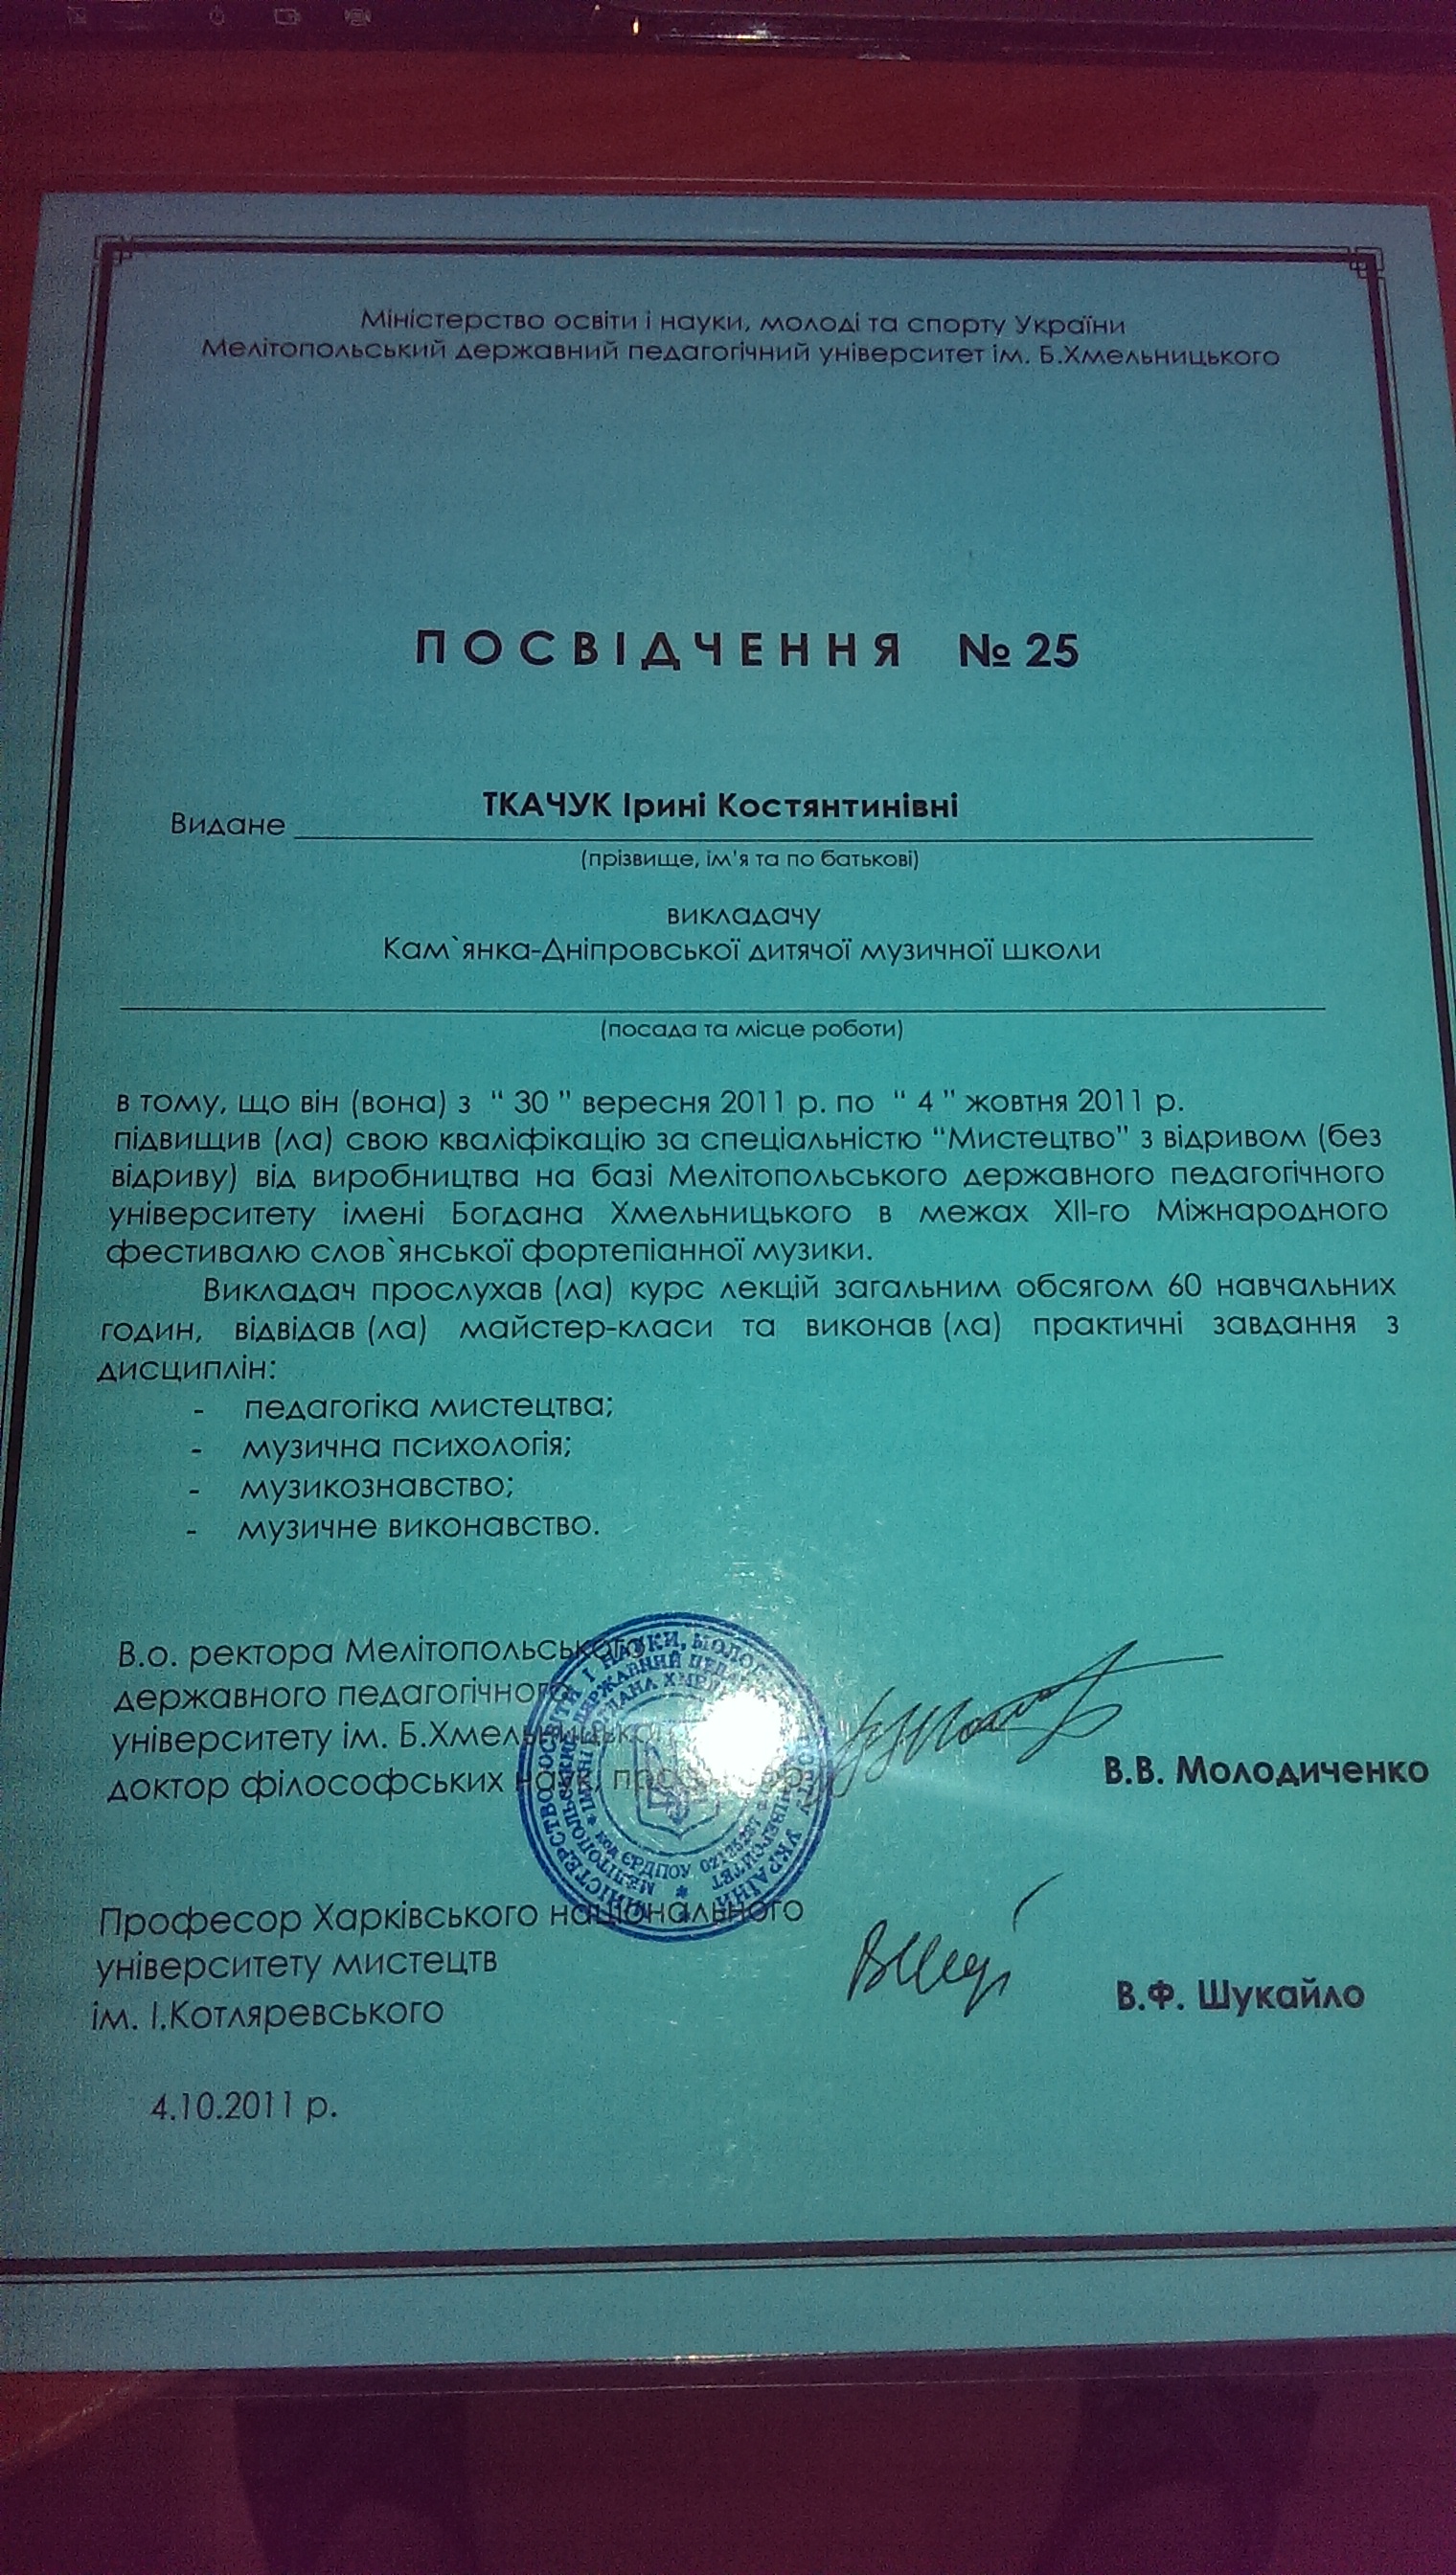 Міністерство освіти і науки, молоді та спорту України
Мелітопольський державний педагогічний університет ім. Б.Хмельницького
ПОСВІДЧЕННЯ № 25
Видане ТКАЧУК Ірині Костянтинівні
(прізвище, ім'я та по батькові)
викладачу
Кам`янка-Дніпровської дитячої музичної школи
(посада та місце роботи)
в тому, що він (вона) з “ 30 ” вересня 2011 р. по “ 4 ” жовтня 2011 р.
підвищив (ла) свою кваліфікацію за спеціальністю “Мистецтво” з відривом (без
відриву) від виробництва на базі Мелітопольського державного педагогічного
університету імені Богдана Хмельницького в межах XII-го Міжнародного
фестивалю слов`янської фортепіанної музики.
Викладач прослухав (ла) курс лекцій загальним обсягом 60 навчальних
годин, відвідав (ла) майстер-класи та виконав (ла) практичні завдання з
дисциплін:
- педагогіка мистецтва;
- музична психологія;
- музикознавство;
- музичне виконавство.
В.о. ректора Мелітопольського
державного педагогічного
університету ім. Б.Хмельницького
доктор філософських наук, професор
В.В. Молодиченко
Професор Харківського національного
університету мистецтв
ім. І.Котляревського
В.Ф. Шукайло
4.10.2011 р.